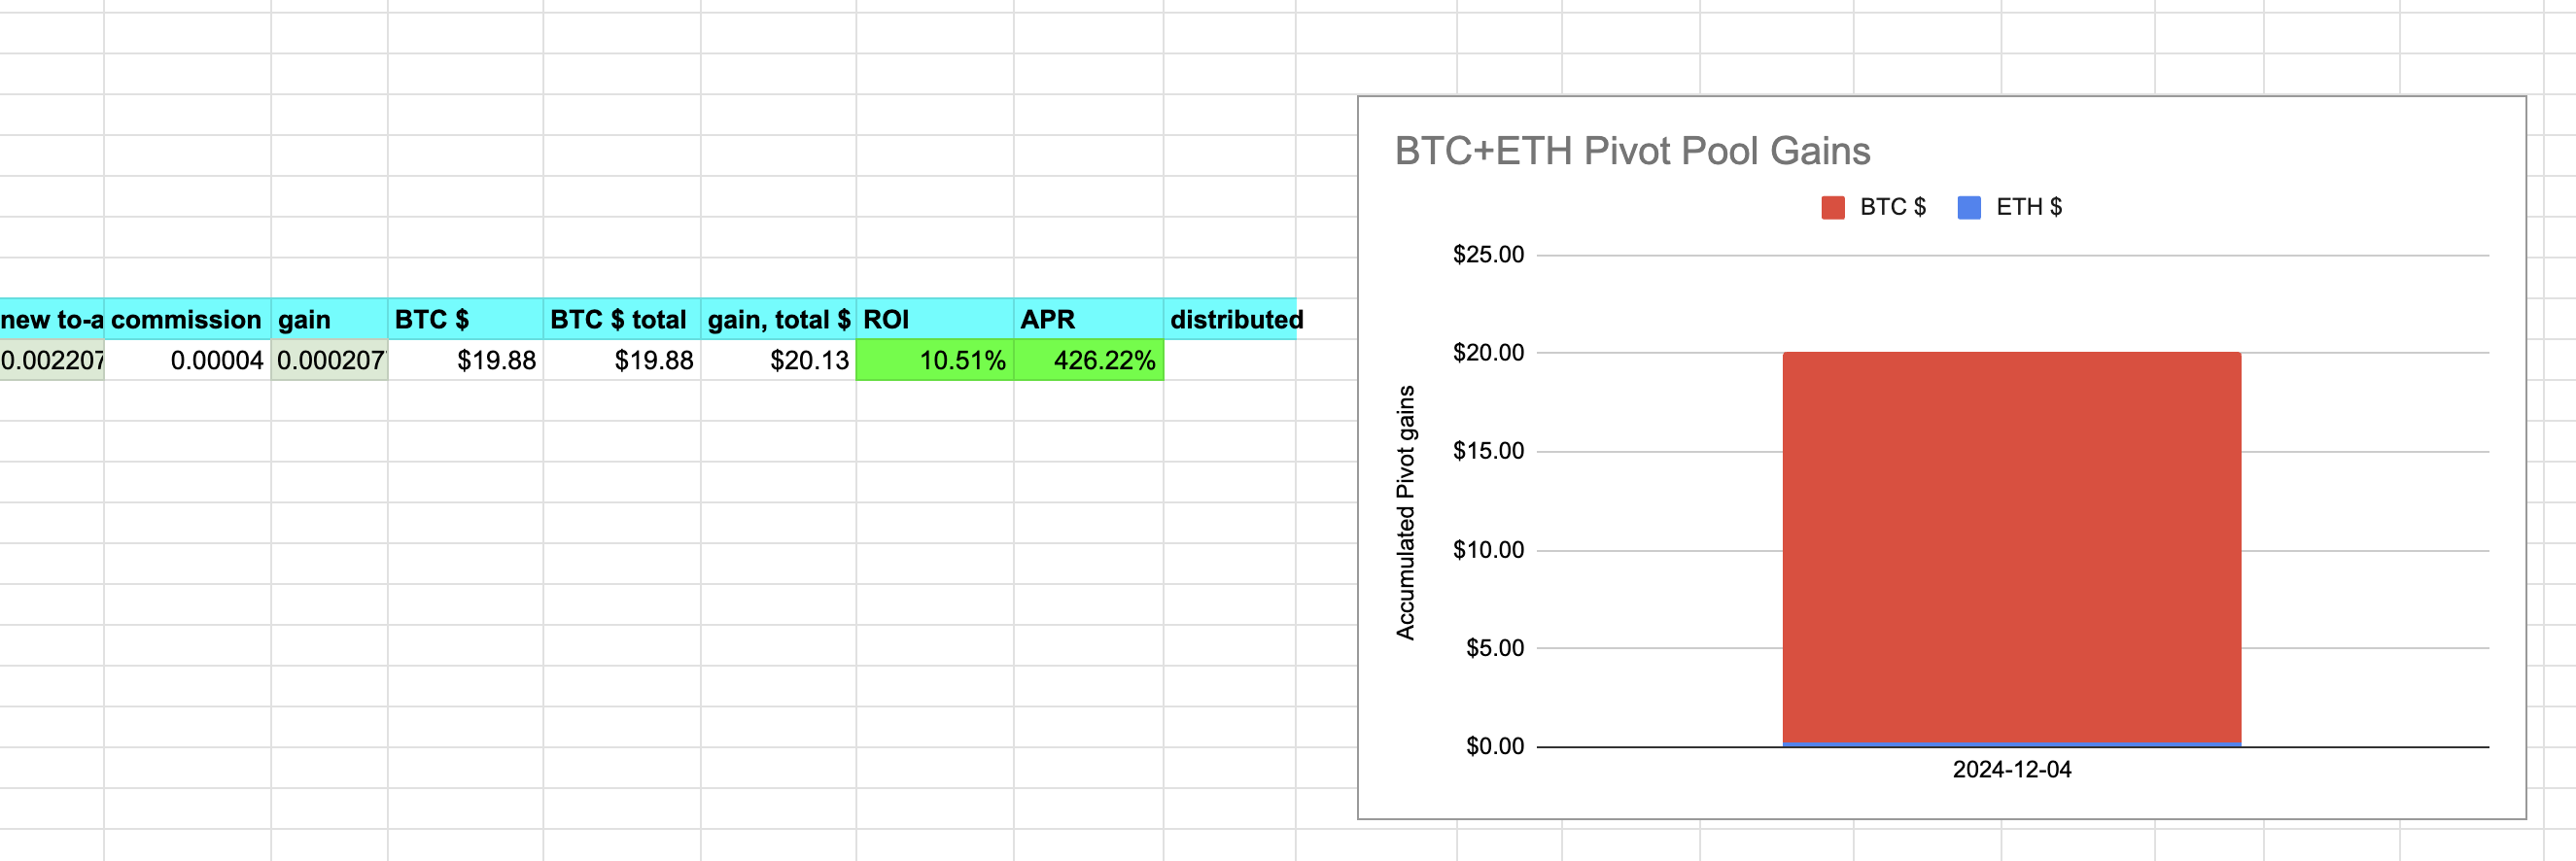 new to-a commission gain BTC $ BTC $ total gain, total $ ROI APR distributed
0.002207 0.00004 0.000207 $19.88 $19.88 $20.13 10.51% 426.22%
BTC+ETH Pivot Pool Gains
BTC $ ETH $
Accumulated Pivot gains
$25.00
$20.00
$15.00
$10.00
$5.00
$0.00
2024-12-04